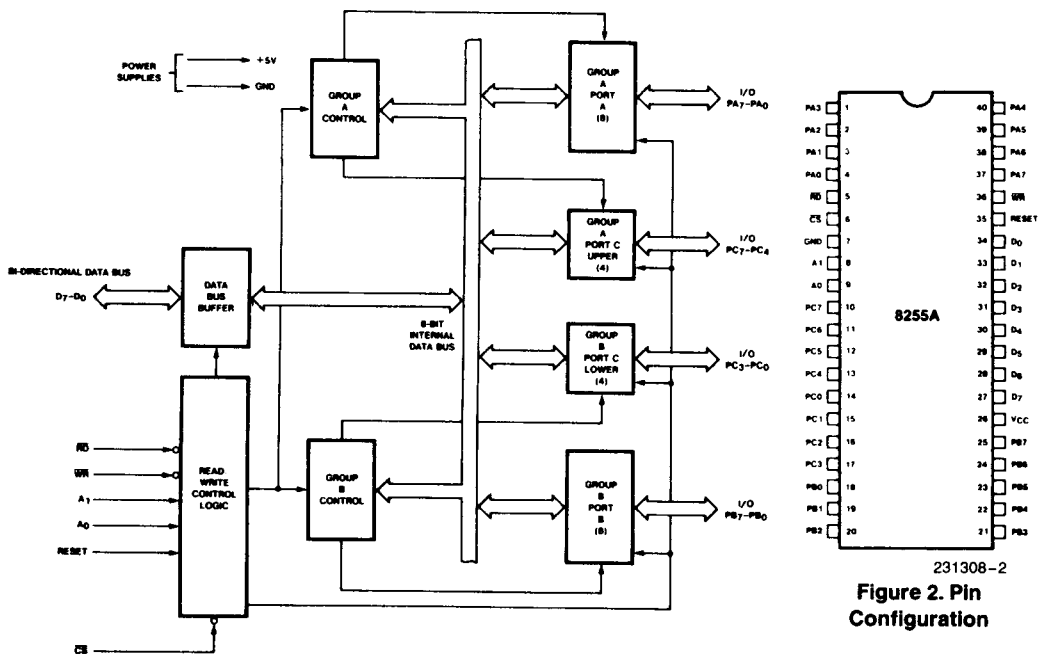 POWER
SUPPLIES
+5V
GND
GROUP
A
CONTROL
GROUP
A
PORT
A
(8)
I/O
PA7-PA0
GROUP
A
PORT C
UPPER
(4)
I/O
PC7-PC4
BI-DIRECTIONAL DATA BUS
D7-D0
DATA
BUS
BUFFER
8-BIT
INTERNAL
DATA BUS
GROUP
B
PORT C
LOWER
(4)
I/O
PC3-PC0
RD
WR
A1
A0
RESET
CS
READ
WRITE
CONTROL
LOGIC
GROUP
B
CONTROL
GROUP
B
PORT
B
(8)
I/O
PB7-PB0
PA3 1 40 PA4
PA2 2 39 PA5
PA1 3 38 PA6
PA0 4 37 PA7
RD 5 36 WR
CS 6 35 RESET
GND 7 34 D0
A1 8 33 D1
A0 9 32 D2
PC7 10 31 D3
PC6 11 30 D4
PC5 12 29 D5
PC4 13 28 D6
PC0 14 27 D7
PC1 15 26 VCC
PC2 16 25 PB7
PC3 17 24 PB6
PB0 18 23 PB5
PB1 19 22 PB4
PB2 20 21 PB3
8255A
231308-2
Figure 2. Pin
Configuration